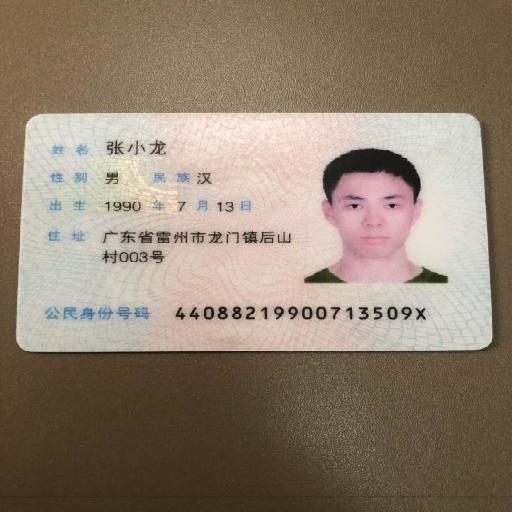 姓名 张小龙
性别 男 民族 汉
出生 1990 年 7 月 13 日
住址 广东省雷州市龙门镇后山
村003号
公民身份号码 44088219900713509X